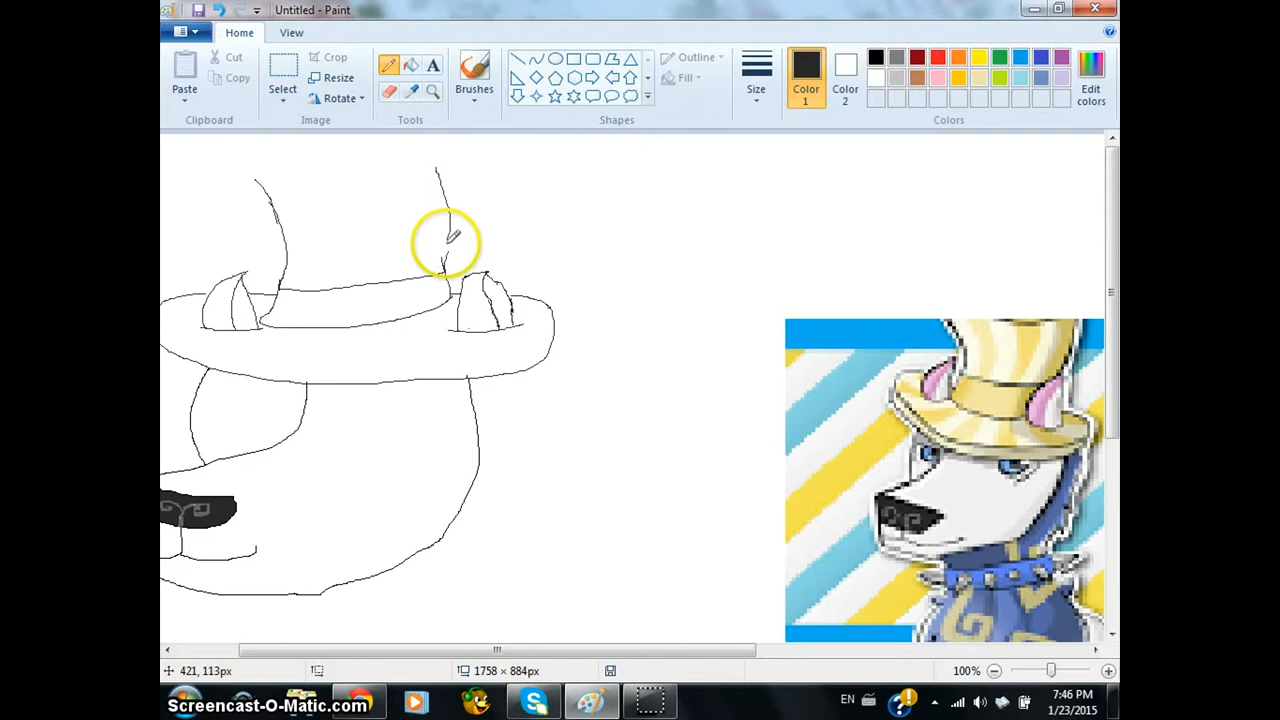 Untitled - Paint
Home View
Paste
Cut
Copy
Clipboard
Select
Crop
Resize
Rotate
Image
A
Tools
Brushes
Shapes
Outline
Fill
Size
Color 1
Color 2
Edit colors
Colors
421, 113px
1758 × 884px
100%
EN
7:46 PM
1/23/2015
Screencast-O-Matic.com